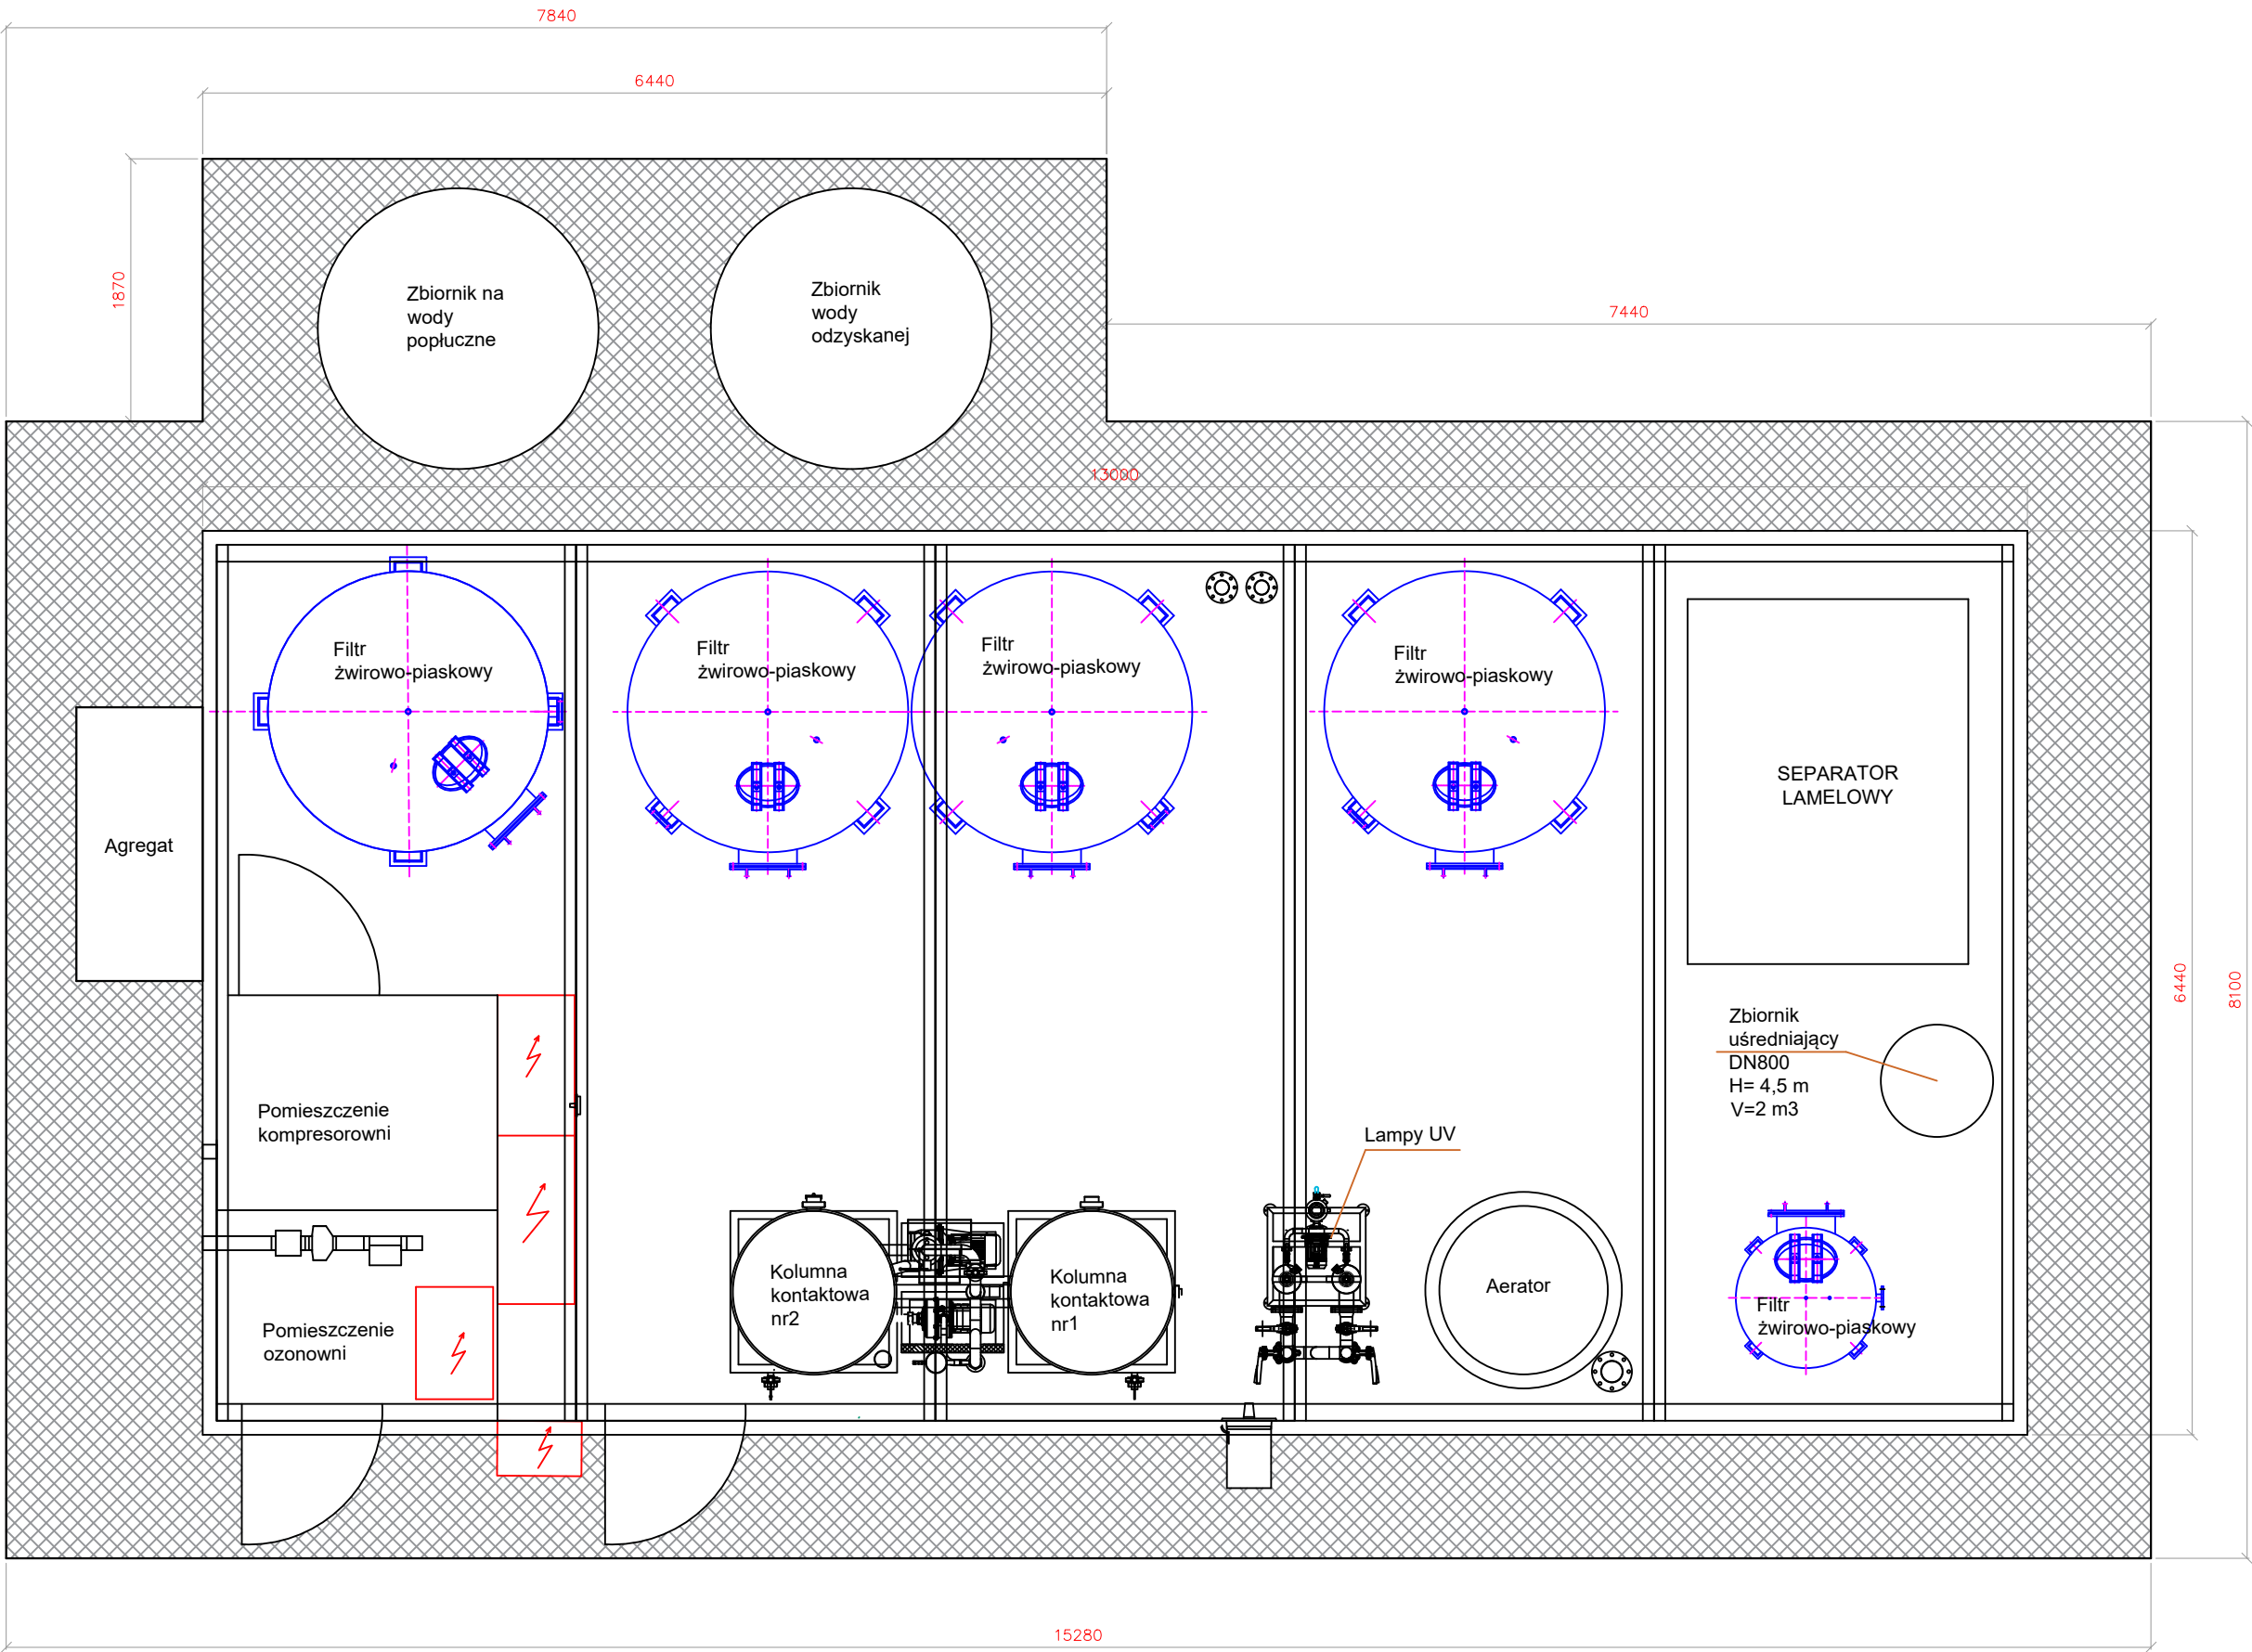 7840
6440
1870
Zbiornik na
wody
popłuczne
Zbiornik
wody
odzyskanej
7440
13000
Filtr
żwirowo-piaskowy
Filtr
żwirowo-piaskowy
Filtr
żwirowo-piaskowy
Filtr
żwirowo-piaskowy
SEPARATOR
LAMELOWY
Agregat
6440
8100
Zbiornik
uśredniający
DN800
H= 4,5 m
V=2 m3
Pomieszczenie
kompresorowni
Lampy UV
Kolumna
kontaktowa
nr2
Kolumna
kontaktowa
nr1
Aerator
Filtr
żwirowo-piaskowy
Pomieszczenie
ozonowni
15280